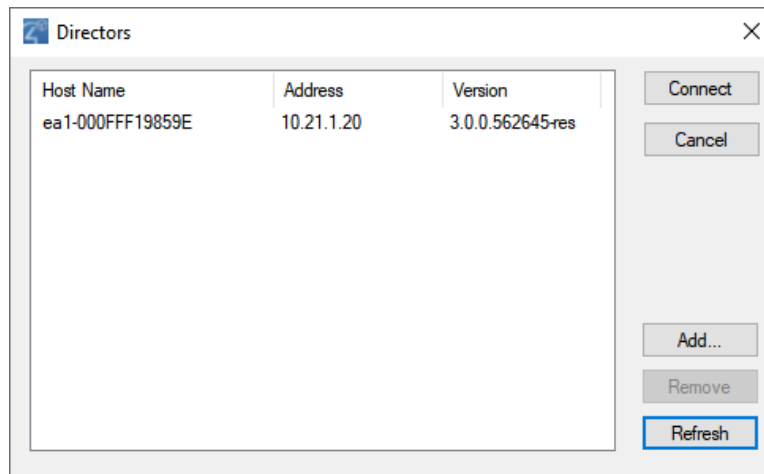 Directors
Host Name Address Version
ea1-000FFF19859E 10.21.1.20 3.0.0.562645-res
Connect
Cancel
Add...
Remove
Refresh